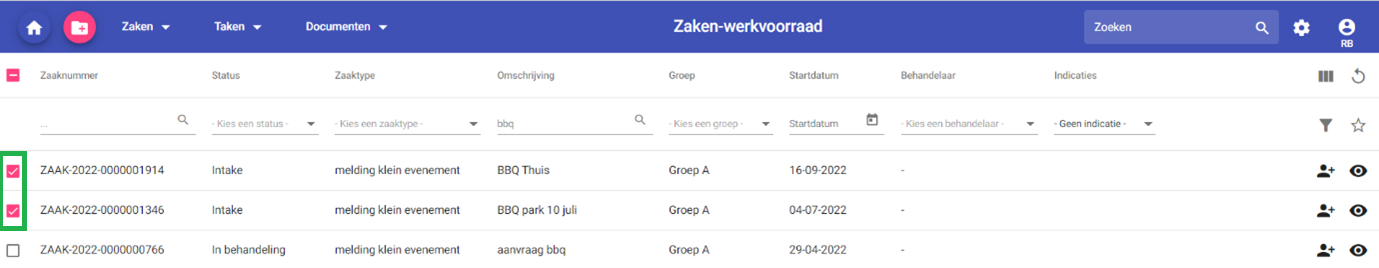 Zaken Taken Documenten Zaken-werkvoorraad Zoeken RB
Zaaknummer Status Zaaktype Omschrijving Groep Startdatum Behandelaar Indicaties
... - Kies een status - - Kies een zaaktype - bbq - Kies een groep - Startdatum - Kies een behandelaar - - Geen indicatie -
ZAAK-2022-0000001914 Intake melding klein evenement BBQ Thuis Groep A 16-09-2022 -
ZAAK-2022-0000001346 Intake melding klein evenement BBQ park 10 juli Groep A 04-07-2022 -
ZAAK-2022-0000000766 In behandeling melding klein evenement aanvraag bbq Groep A 29-04-2022 -